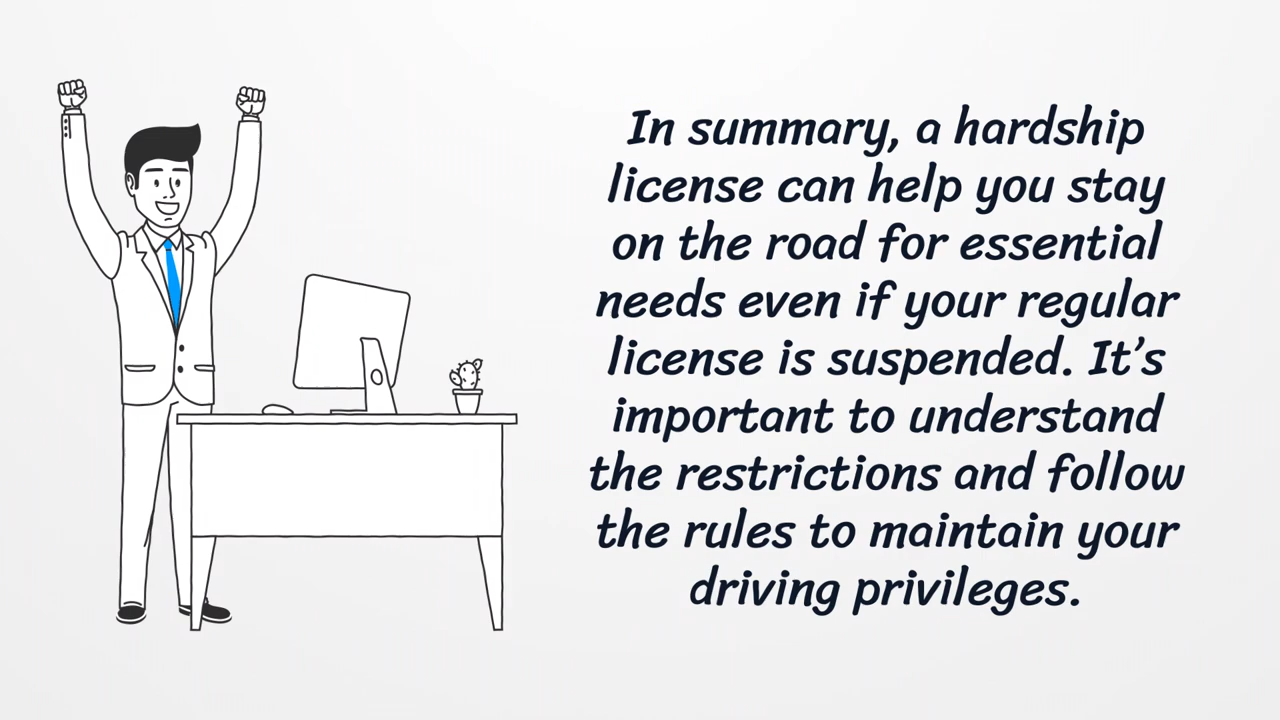 In summary, a hardship
license can help you stay
on the road for essential
needs even if your regular
license is suspended. It’s
important to understand
the restrictions and follow
the rules to maintain your
driving privileges.